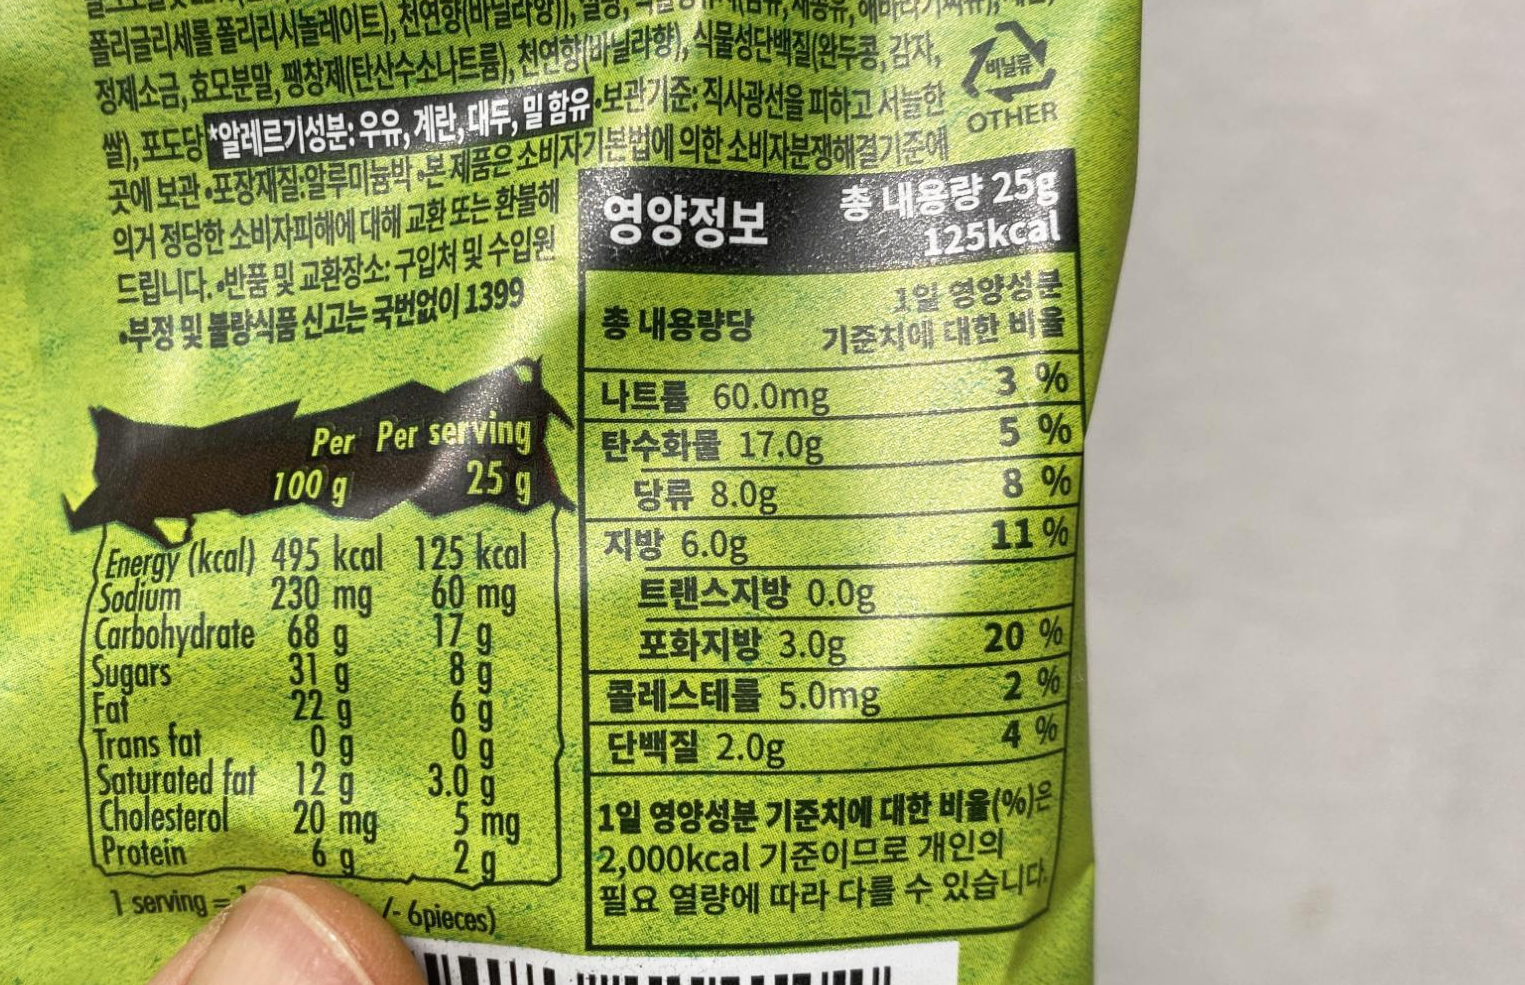 폴리글리세롤 폴리리시놀레이트), 천연향(바닐라향)),
정제소금, 효모분말, 팽창제(탄산수소나트륨), 천연향(바닐라향), 식물성단백질(완두콩, 감자,
쌀), 포도당 *알레르기성분: 우유, 계란, 대두, 밀 함유 •보관기준: 직사광선을 피하고 서늘한
곳에 보관 •포장재질:알루미늄박 •본 제품은 소비자기본법에 의한 소비자분쟁해결기준에
의거 정당한 소비자피해에 대해 교환 또는 환불해
드립니다. •반품 및 교환장소: 구입처 및 수입원
•부정 및 불량식품 신고는 국번없이 1399
비닐류
OTHER
Per Per serving
100 g 25 g
Energy (kcal) 495 kcal 125 kcal
Sodium 230 mg 60 mg
Carbohydrate 68 g 17 g
Sugars 31 g 8 g
Fat 22 g 6 g
Trans fat 0 g 0 g
Saturated fat 12 g 3.0 g
Cholesterol 20 mg 5 mg
Protein 6 g 2 g
1 serving = /- 6pieces)
영양정보
총 내용량 25g
125kcal
총 내용량당
1일 영양성분
기준치에 대한 비율
나트륨 60.0mg 3 %
탄수화물 17.0g 5 %
당류 8.0g 8 %
지방 6.0g 11 %
트랜스지방 0.0g
포화지방 3.0g 20 %
콜레스테롤 5.0mg 2 %
단백질 2.0g 4 %
1일 영양성분 기준치에 대한 비율(%)은
2,000kcal 기준이므로 개인의
필요 열량에 따라 다를 수 있습니다.